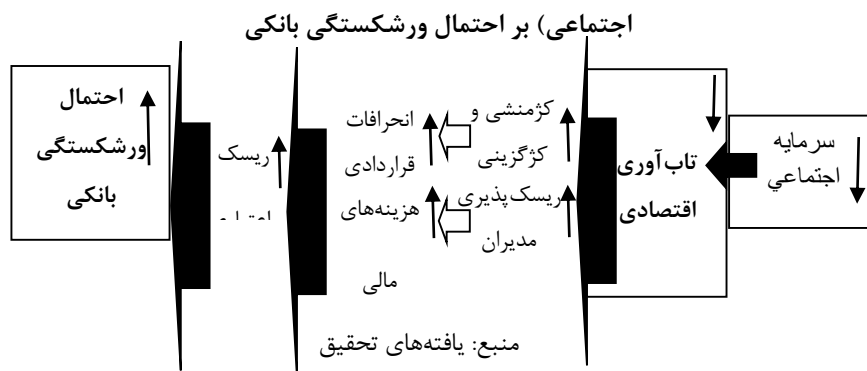 اجتماعی) بر احتمال ورشکستگی بانکی
سرمایه
اجتماعي
تاب‌آوری
اقتصادی
کژمنشی و
کژگزینی
ریسک‌پذیری
مدیران
انحرافات
قراردادی
هزینه‌های
مالی
ریسک
احتمال
ورشکستگی
بانکی
منبع: یافته‌های تحقیق